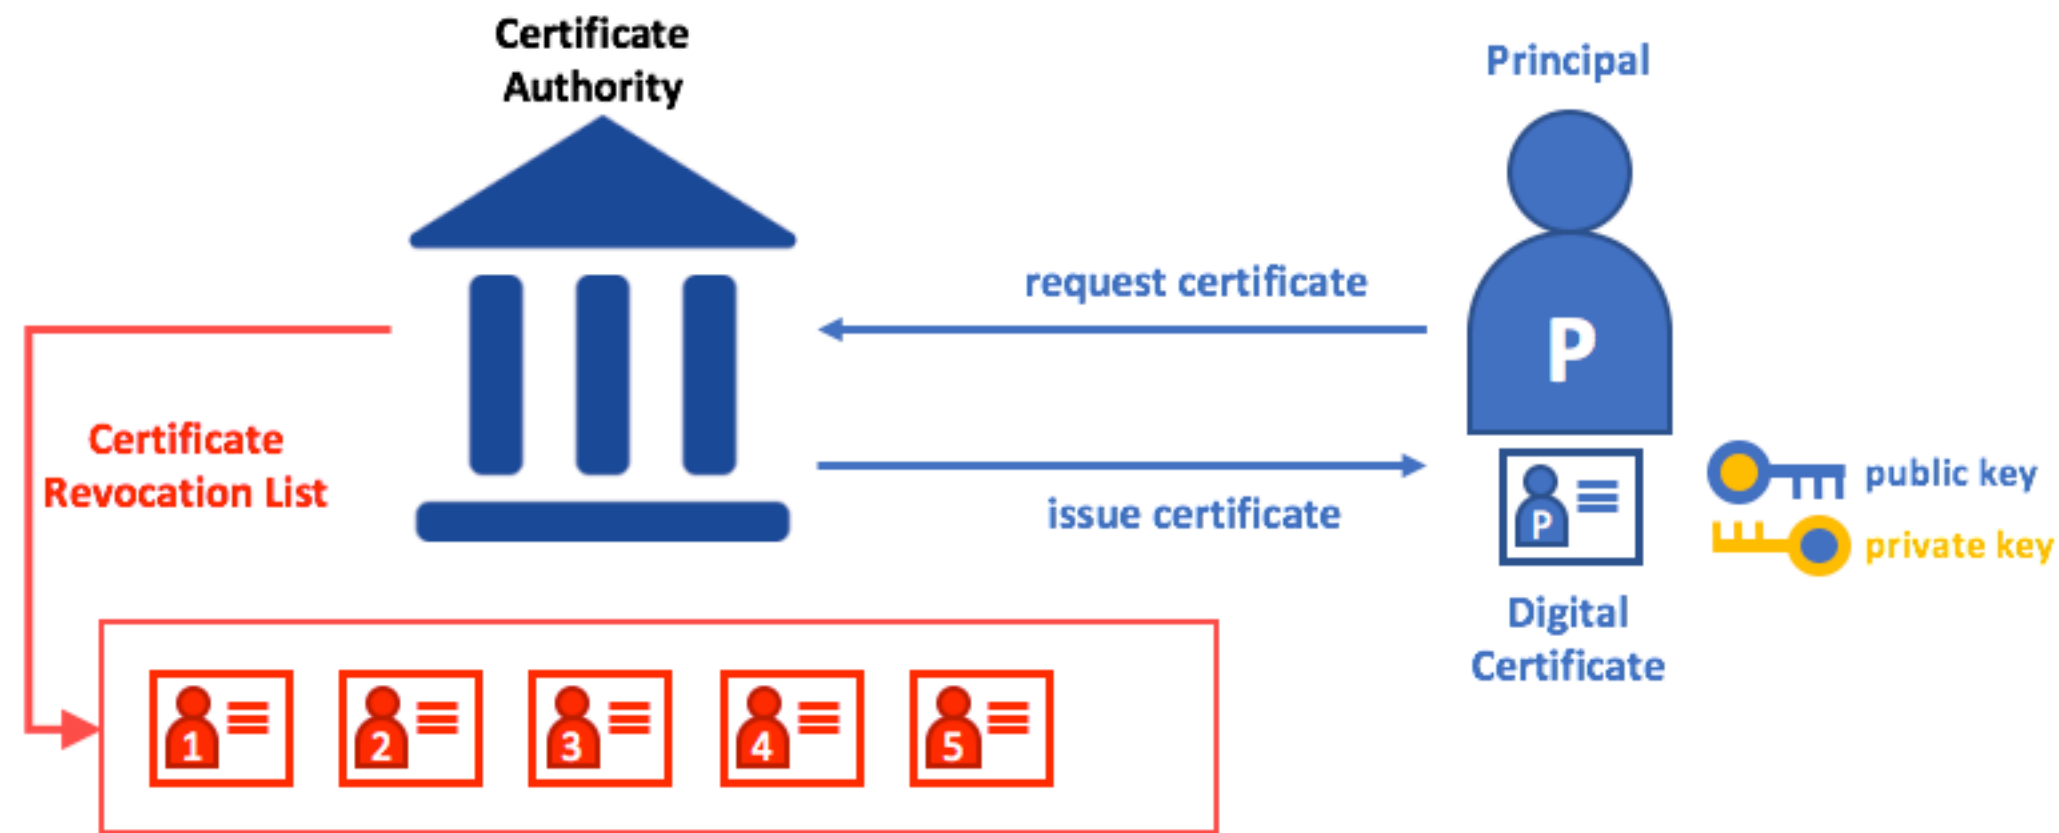 Certificate
Authority
Principal
request certificate
P
Certificate
Revocation List
issue certificate
P
public key
private key
Digital
Certificate
1
2
3
4
5